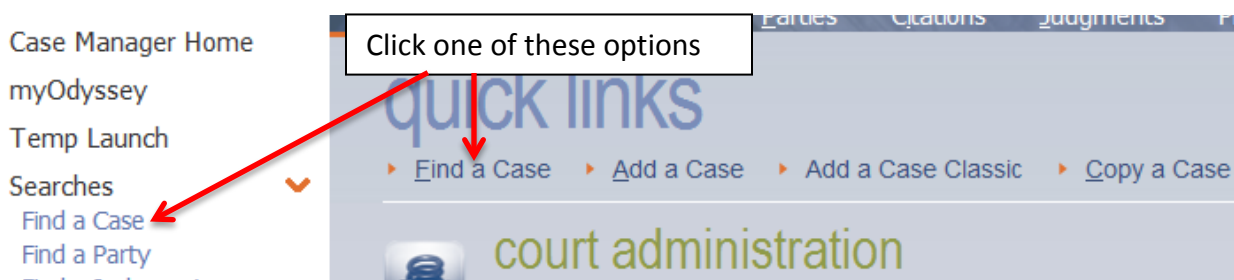 Case Manager Home
myOdyssey
Temp Launch
Searches
Find a Case
Find a Party
Click one of these options
Parties Citations Judgments
quick links
Find a Case Add a Case Add a Case Classic Copy a Case
court administration